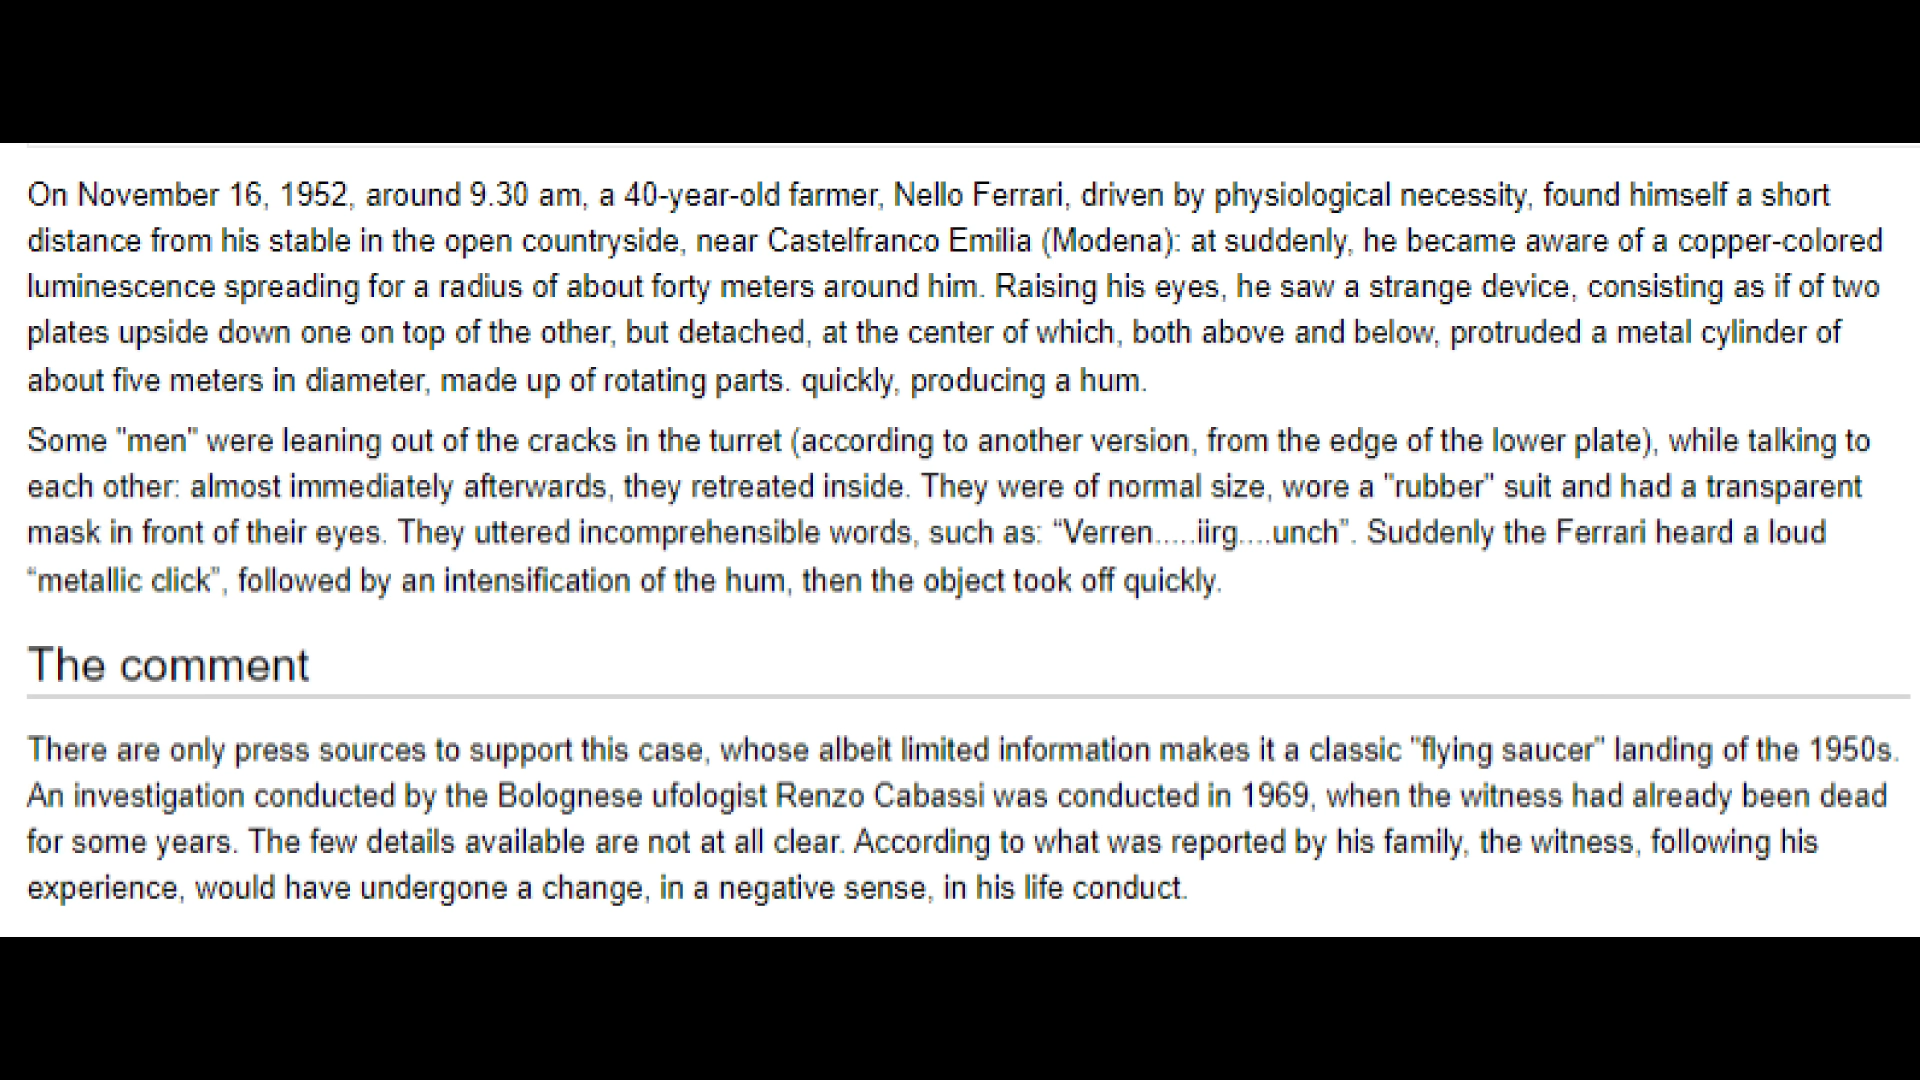 On November 16, 1952, around 9.30 am, a 40-year-old farmer, Nello Ferrari, driven by physiological necessity, found himself a short
distance from his stable in the open countryside, near Castelfranco Emilia (Modena): at suddenly, he became aware of a copper-colored
luminescence spreading for a radius of about forty meters around him. Raising his eyes, he saw a strange device, consisting as if of two
plates upside down one on top of the other, but detached, at the center of which, both above and below, protruded a metal cylinder of
about five meters in diameter, made up of rotating parts. quickly, producing a hum.
Some "men" were leaning out of the cracks in the turret (according to another version, from the edge of the lower plate), while talking to
each other: almost immediately afterwards, they retreated inside. They were of normal size, wore a "rubber" suit and had a transparent
mask in front of their eyes. They uttered incomprehensible words, such as: “Verren.....iirg....unch”. Suddenly the Ferrari heard a loud
“metallic click”, followed by an intensification of the hum, then the object took off quickly.
The comment
There are only press sources to support this case, whose albeit limited information makes it a classic "flying saucer" landing of the 1950s.
An investigation conducted by the Bolognese ufologist Renzo Cabassi was conducted in 1969, when the witness had already been dead
for some years. The few details available are not at all clear. According to what was reported by his family, the witness, following his
experience, would have undergone a change, in a negative sense, in his life conduct.